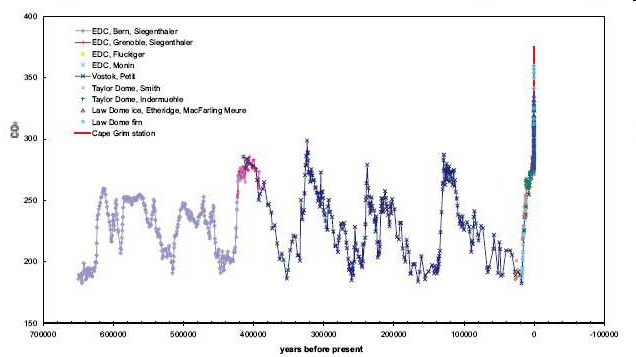 400
350
300
250
200
150
CO₂
EDC, Bern, Siegenthaler
EDC, Grenoble, Siegenthaler
EDC, Fluckiger
EDC, Monin
Vostok, Petit
Taylor Dome, Smith
Taylor Dome, Indermuehle
Law Dome ice, Etheridge, MacFarling Meure
Law Dome firn
Cape Grim station
700000 600000 500000 400000 300000 200000 100000 0 -100000
years before present